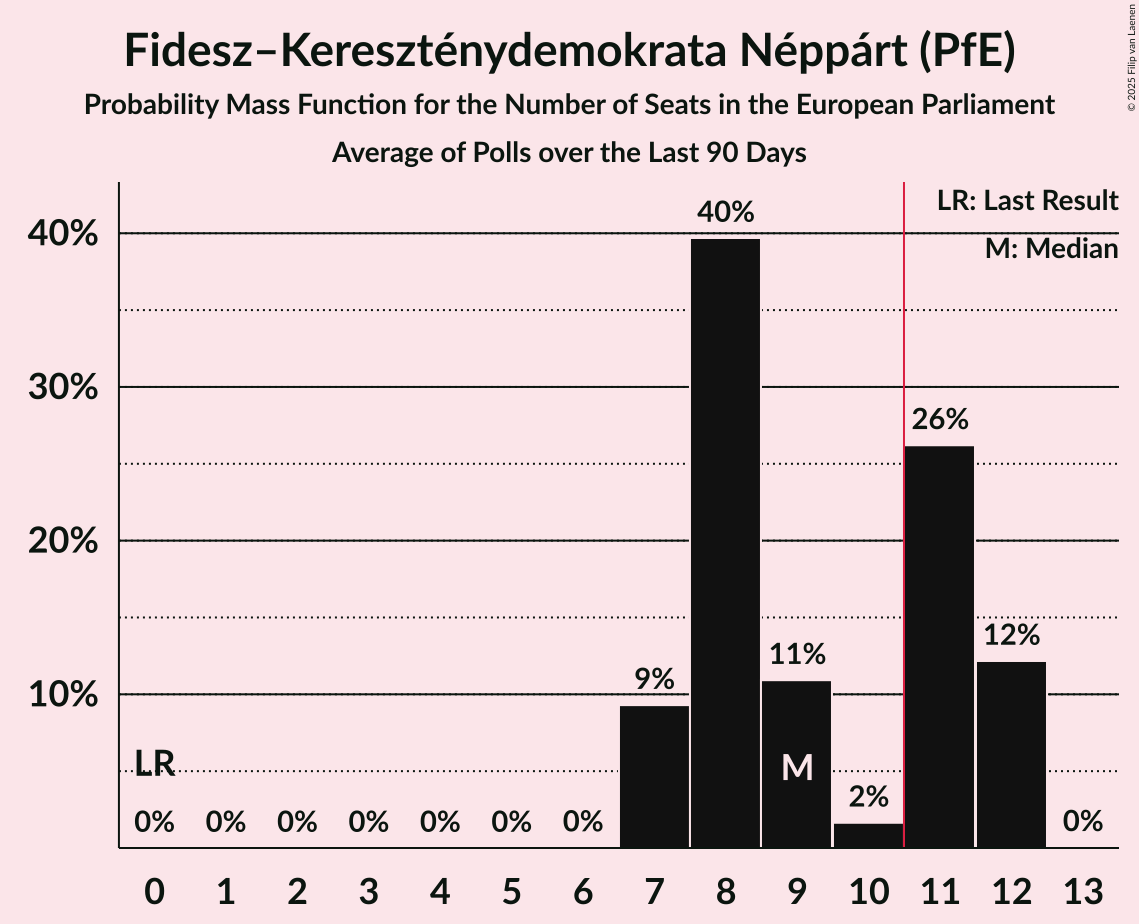 Fidesz–Kereszténydemokrata Néppárt (PfE)
Probability Mass Function for the Number of Seats in the European Parliament
Average of Polls over the Last 90 Days
© 2025 Filip van Laenen
LR: Last Result
M: Median
40%
30%
20%
10%
40%
26%
12%
11%
9%
M
LR
2%
0% 0% 0% 0% 0% 0% 0% 0%
0 1 2 3 4 5 6 7 8 9 10 11 12 13